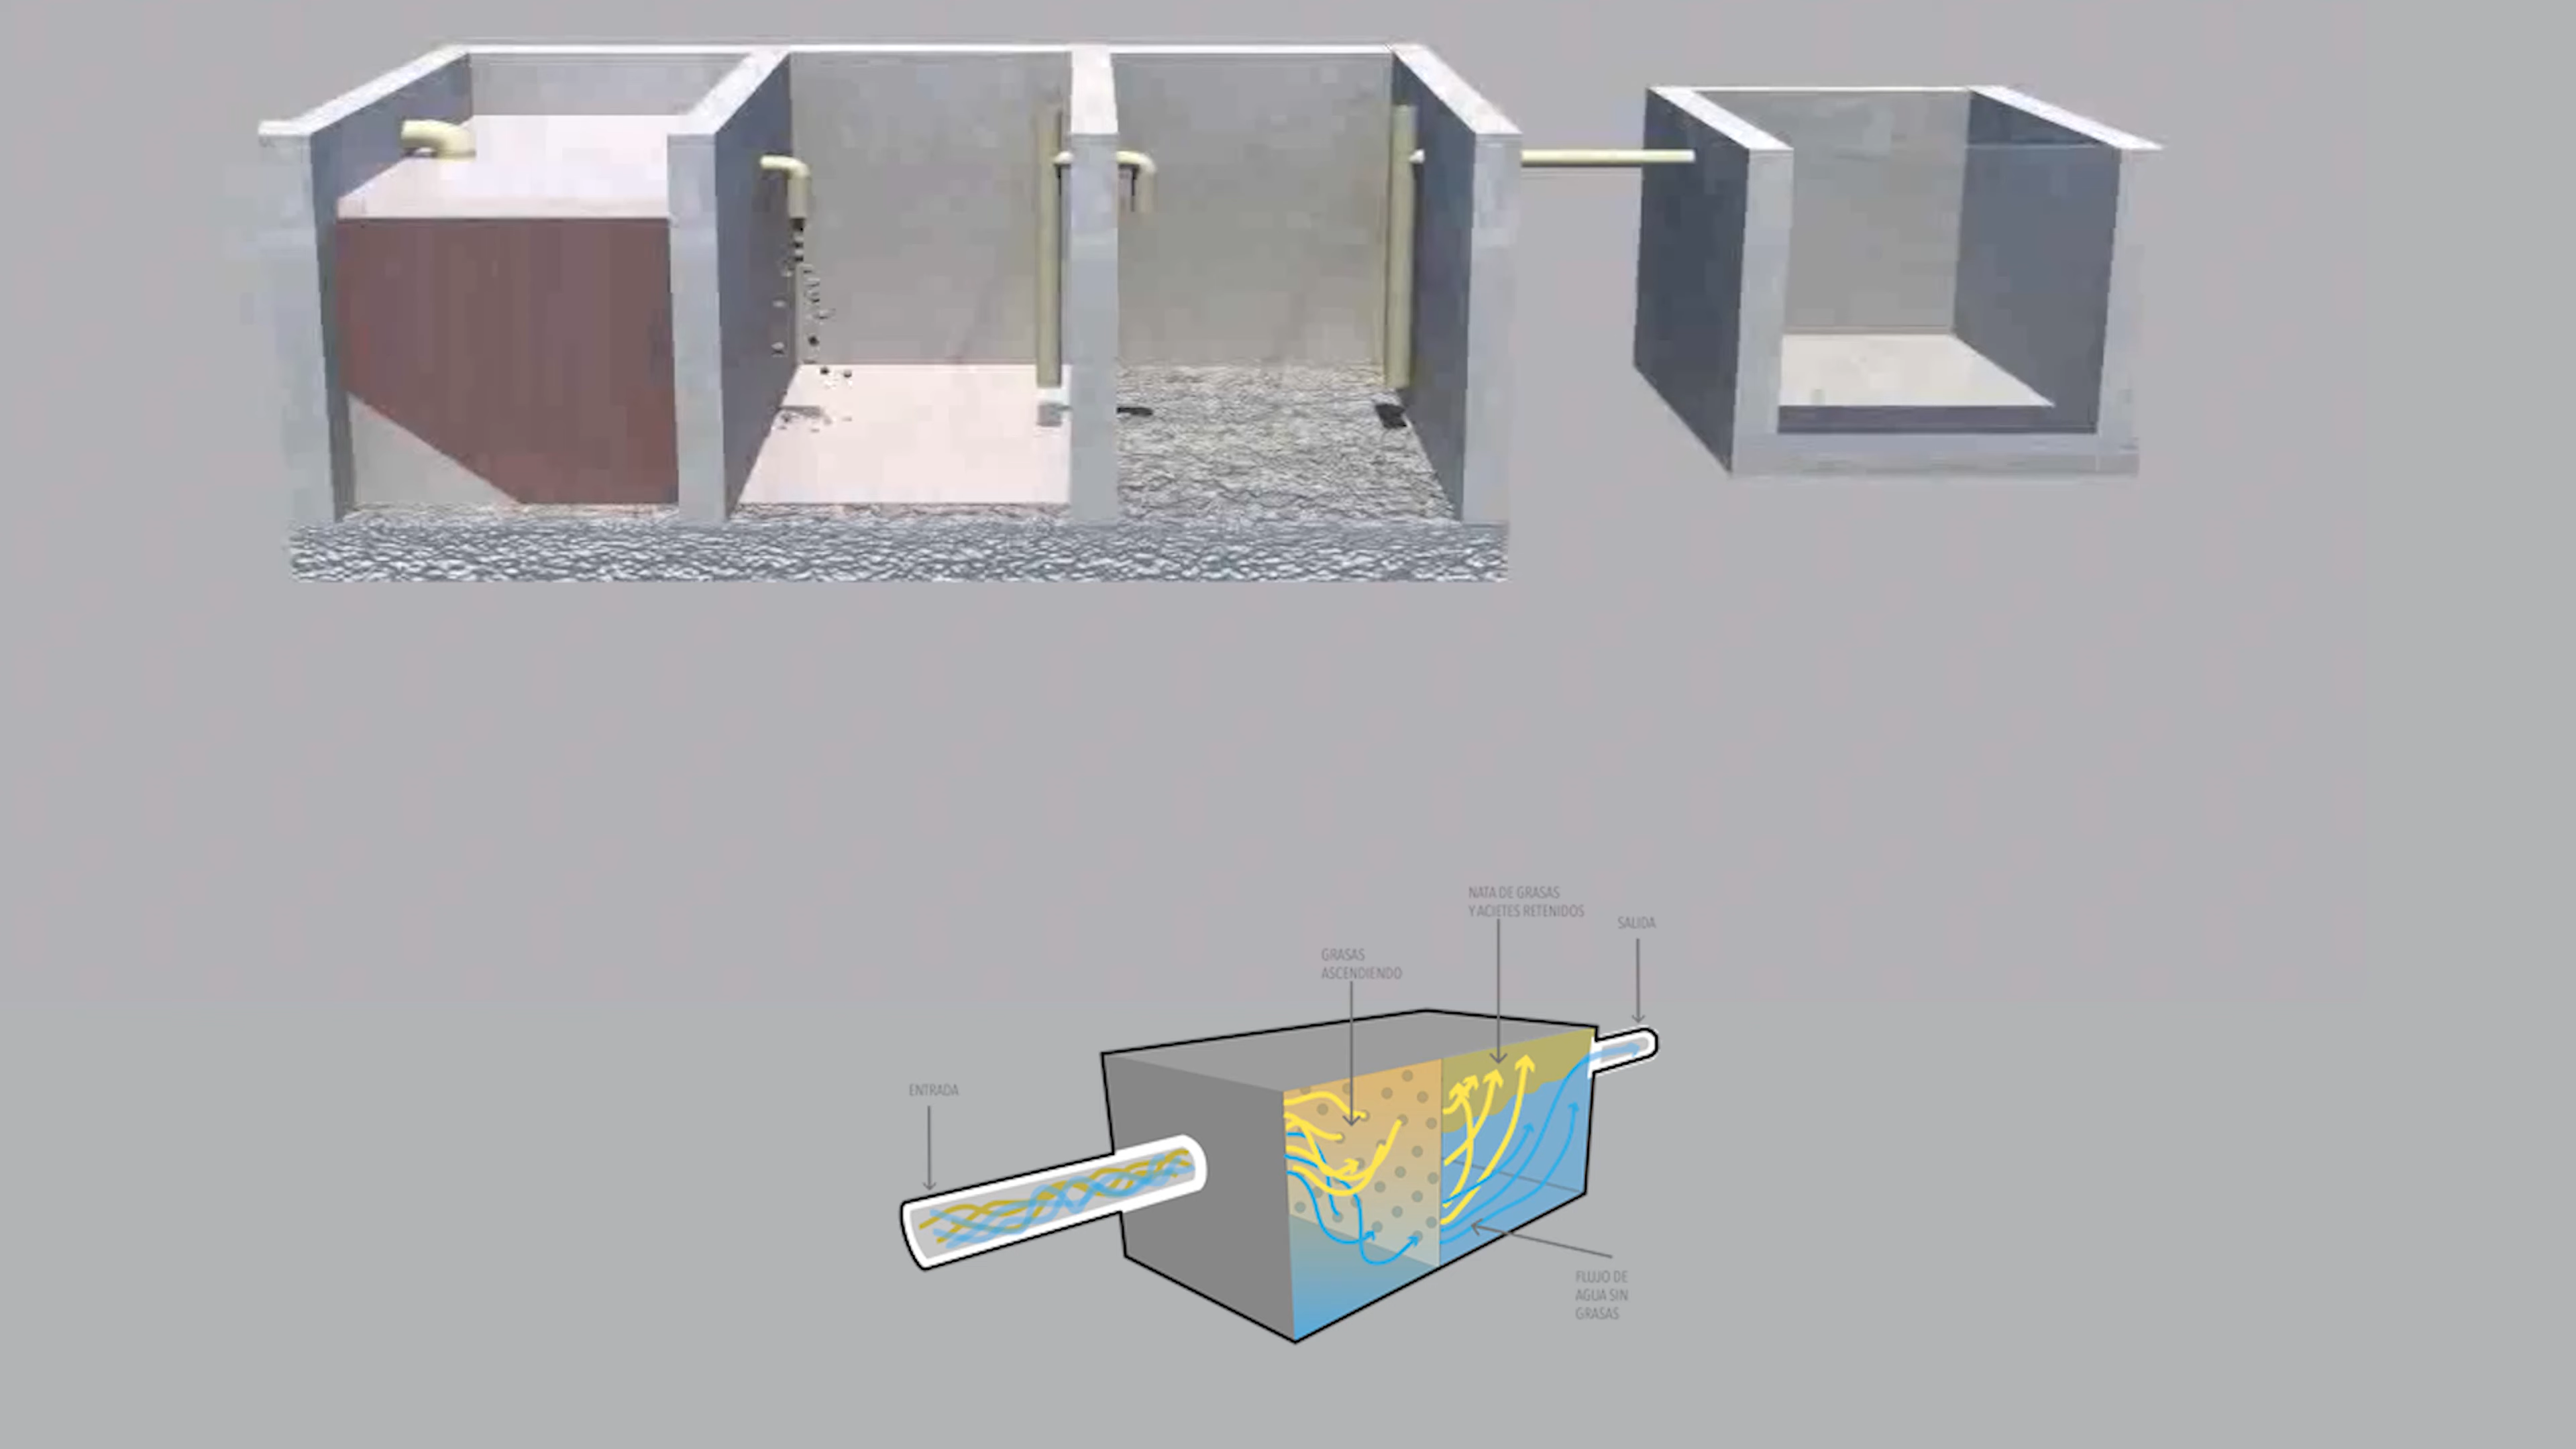 NATA DE GRASAS
Y ACIETES RETENIDOS
SALIDA
GRASAS
ASCENDIENDO
ENTRADA
FLUJO DE
AGUA SIN
GRASAS